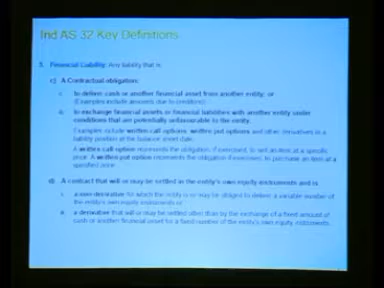 Ind AS 32 Key Definitions
3. Financial Liability: Any liability that is:
c) A Contractual obligation:
i. to deliver cash or another financial asset from another entity; or
(Examples include amounts due to creditors)
ii. to exchange financial assets or financial liabilities with another entity under
conditions that are potentially unfavourable to the entity.
Examples include written call options, written put options and other derivatives in a
liability position at the balance sheet date.
A written call option represents the obligation, if exercised, to sell an item at a specific
price. A written put option represents the obligation if exercised, to purchase an item at a
specified price
d) A contract that will or may be settled in the entity's own equity instruments and is
i. a non-derivative for which the entity is or may be obliged to deliver a variable number of
the entity's own equity instruments or
ii. a derivative that will or may be settled other than by the exchange of a fixed amount of
cash or another financial asset for a fixed number of the entity's own equity instruments.